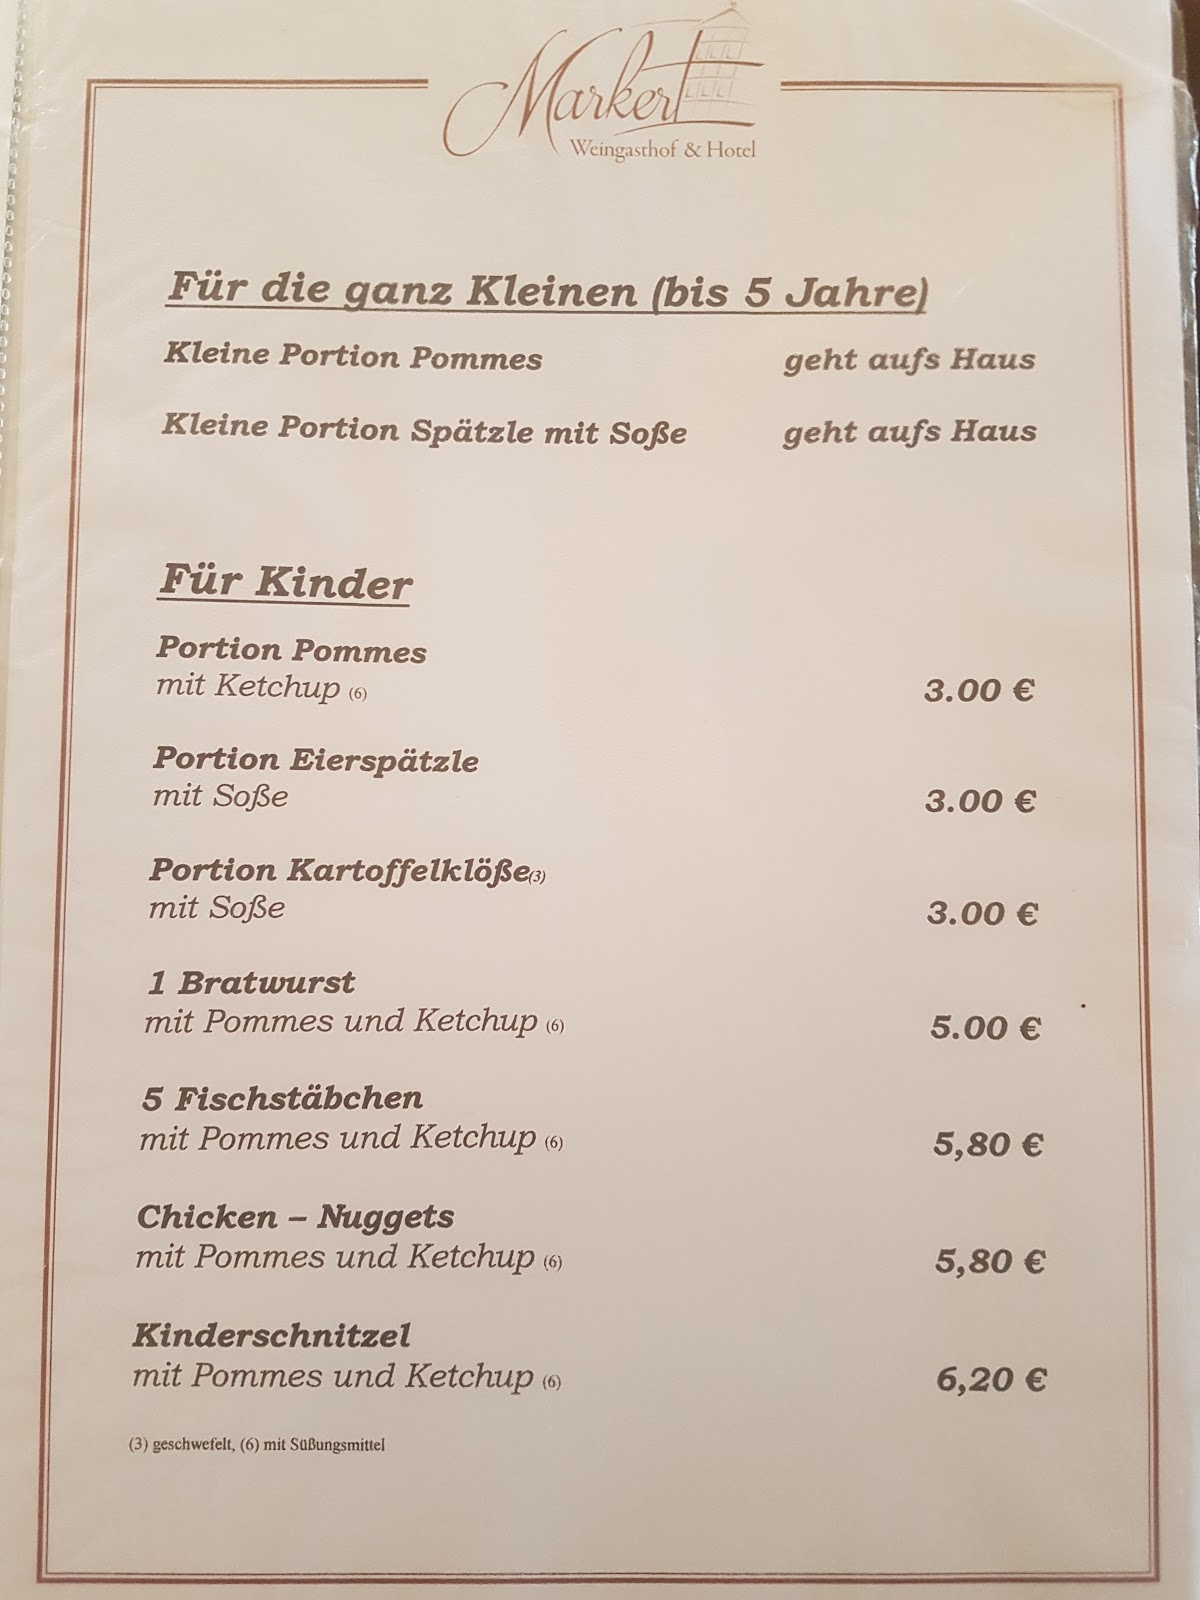 Markert
Weingasthof & Hotel
Für die ganz Kleinen (bis 5 Jahre)
Kleine Portion Pommes geht aufs Haus
Kleine Portion Spätzle mit Soße geht aufs Haus
Für Kinder
Portion Pommes
mit Ketchup (6) 3.00 €
Portion Eierspätzle
mit Soße 3.00 €
Portion Kartoffelklöße(3)
mit Soße 3.00 €
1 Bratwurst
mit Pommes und Ketchup (6) 5.00 €
5 Fischstäbchen
mit Pommes und Ketchup (6) 5,80 €
Chicken – Nuggets
mit Pommes und Ketchup (6) 5,80 €
Kinderschnitzel
mit Pommes und Ketchup (6) 6,20 €
(3) geschwefelt, (6) mit Süßungsmittel